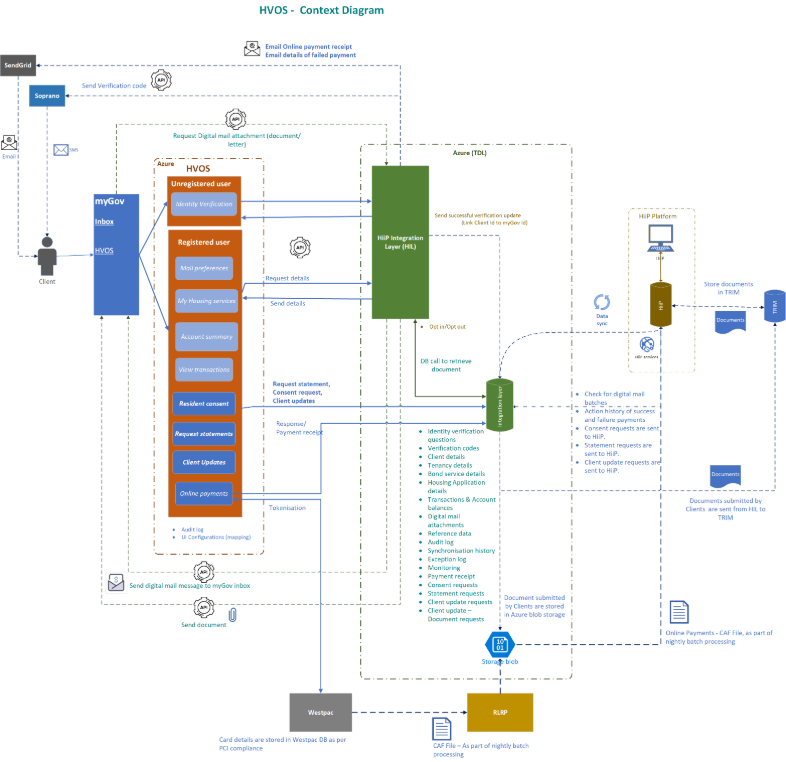 HVOS - Context Diagram
Email Online payment receipt
Email details of failed payment
SendGrid
Send Verification code
API
Soprano
API
Request Digital mail attachment (document/
letter)
Email
SMS
Azure (TDL)
Azure
HVOS
Unregistered user
Identity Verification
myGov
Inbox
HVOS
Client
Registered user
Mail preferences
My Housing services
Account summary
View transactions
Resident consent
Request statements
Client Updates
Online payments
HiiP Integration
Layer (HIL)
Send successful verification update
(Link Client Id to myGov Id)
API
Request details
Send details
HiiP Platform
HiiP
HiiP
Store documents
in TRIM
Documents
TRIM
Data
sync
• Opt in/Opt out
DB call to retrieve
document
Integration layer
Request statement,
Consent request,
Client updates
Response/
Payment receipt
Tokenisation
• Check for digital mail
batches
• Action history of success
and failure payments
• Consent requests are sent
to HiiP.
• Statement requests are
sent to HiiP.
• Client update requests are
sent to HiiP.
• Identity verification
questions
• Verification codes
• Client details
• Tenancy details
• Bond service details
• Housing Application
details
• Transactions & Account
balances
• Digital mail
attachments
• Reference data
• Audit log
• Synchronisation history
• Exception log
• Monitoring
• Payment receipt
• Consent requests
• Statement requests
• Client update requests
• Client update –
Document requests
Documents
Documents submitted by
Clients are sent from HIL to
TRIM
• Audit log
• UI Configurations (mapping)
API
Send digital mail message to myGov inbox
API
Send document
Document submitted
by Clients are stored
in Azure blob storage
10
01
Storage blob
Online Payments - CAF File, as part of
nightly batch processing
Westpac
RLRP
Card details are stored in Westpac DB as per
PCI compliance
CAF File – As part of nightly batch
processing